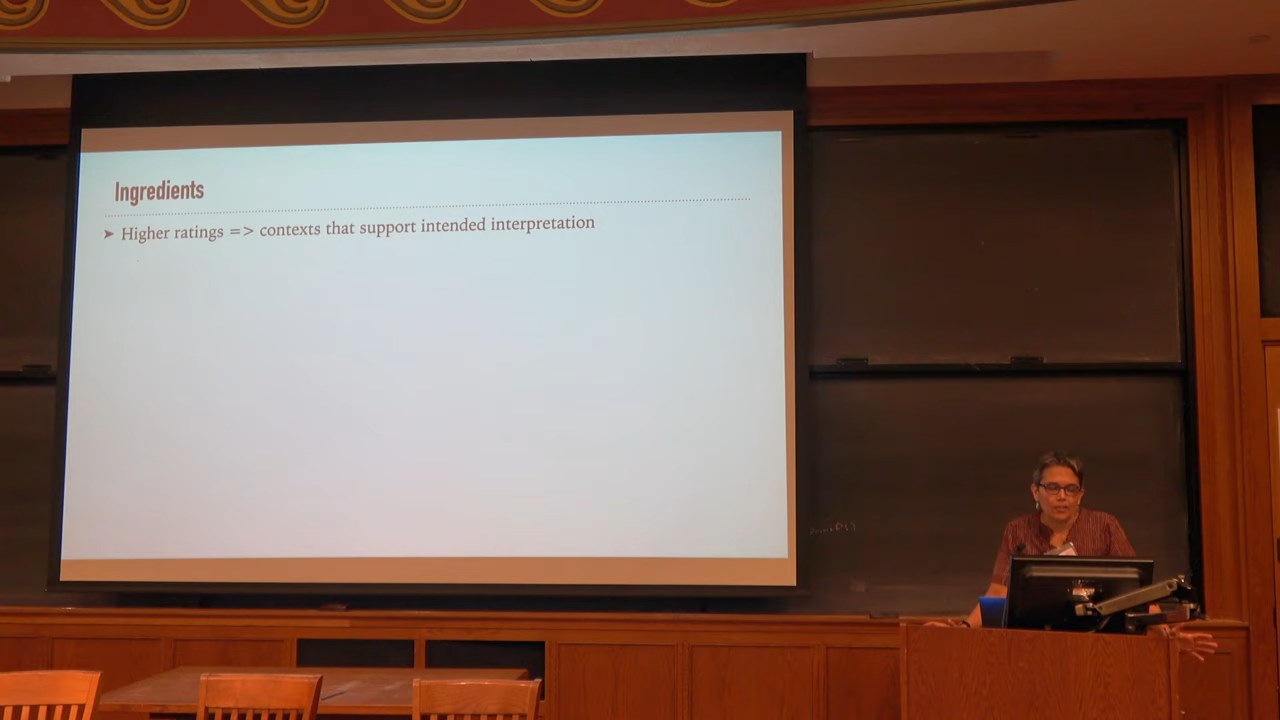 Ingredients
➤ Higher ratings => contexts that support intended interpretation